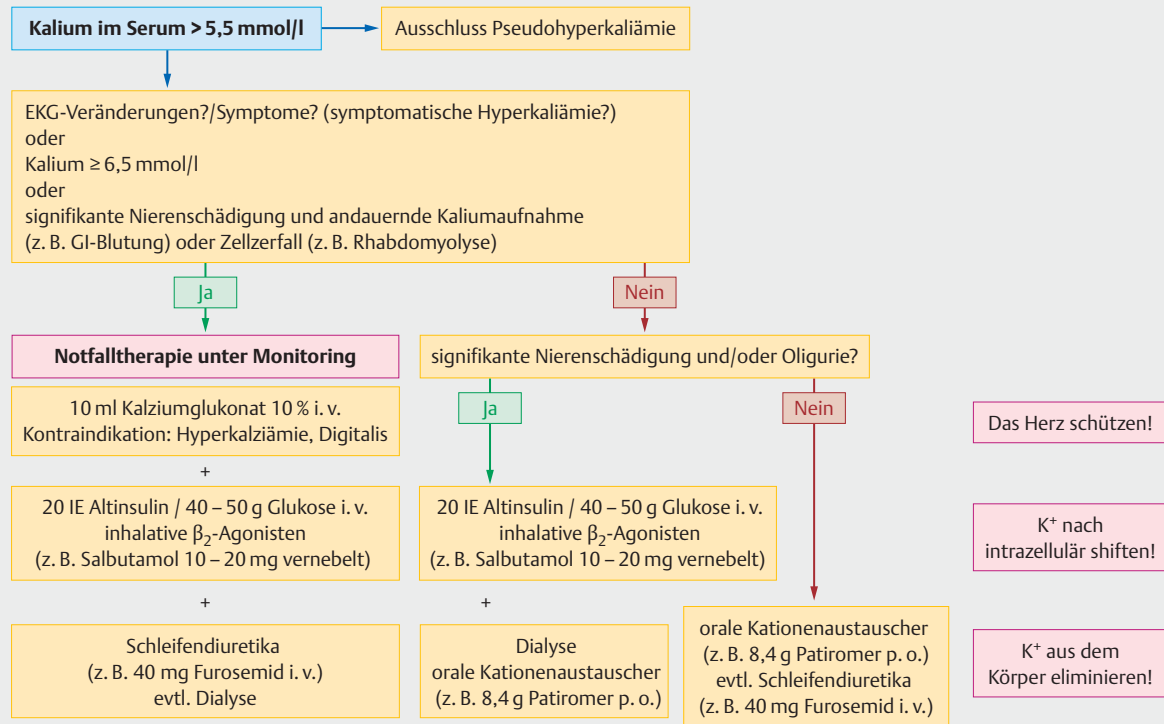 Kalium im Serum > 5,5 mmol/l
Ausschluss Pseudohyperkaliämie
EKG-Veränderungen?/Symptome? (symptomatische Hyperkaliämie?)
oder
Kalium ≥ 6,5 mmol/l
oder
signifikante Nierenschädigung und andauernde Kaliumaufnahme
(z. B. GI-Blutung) oder Zellzerfall (z. B. Rhabdomyolyse)
Ja
Nein
Notfalltherapie unter Monitoring
signifikante Nierenschädigung und/oder Oligurie?
10 ml Kalziumglukonat 10 % i. v.
Kontraindikation: Hyperkalziämie, Digitalis
Ja
Nein
Das Herz schützen!
+
20 IE Altinsulin / 40 – 50 g Glukose i. v.
inhalative β₂-Agonisten
(z. B. Salbutamol 10 – 20 mg vernebelt)
20 IE Altinsulin / 40 – 50 g Glukose i. v.
inhalative β₂-Agonisten
(z. B. Salbutamol 10 – 20 mg vernebelt)
K⁺ nach
intrazellulär shiften!
+
+
Schleifendiuretika
(z. B. 40 mg Furosemid i. v.)
evtl. Dialyse
Dialyse
orale Kationenaustauscher
(z. B. 8,4 g Patiromer p. o.)
orale Kationenaustauscher
(z. B. 8,4 g Patiromer p. o.)
evtl. Schleifendiuretika
(z. B. 40 mg Furosemid i. v.)
K⁺ aus dem
Körper eliminieren!